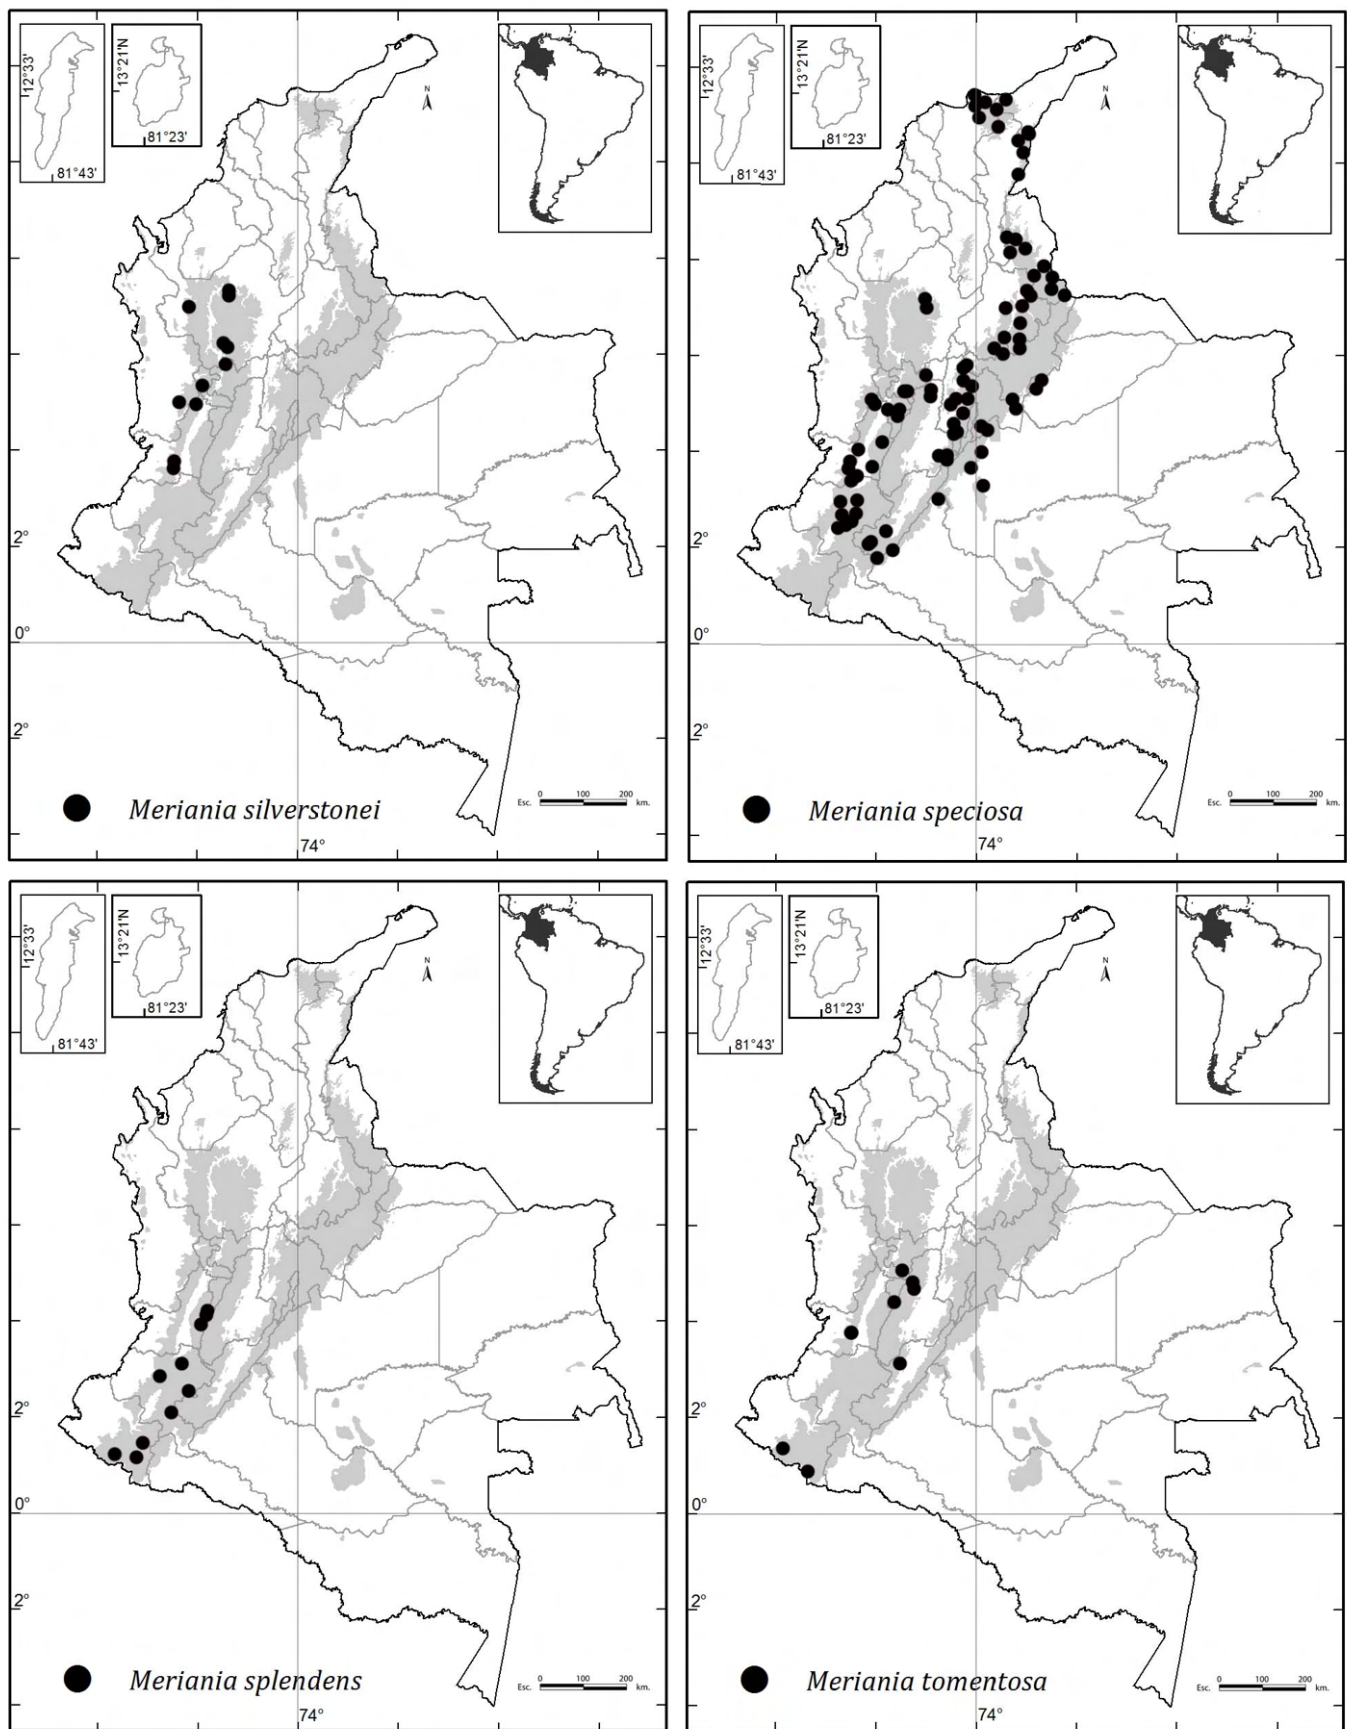 12°33'
81°43'
13°21'N
81°23'
N
2°
0°
2°
Meriania silverstonei
Esc. 0 100 200 km.
74°
12°33'
81°43'
13°21'N
81°23'
N
2°
0°
2°
Meriania speciosa
Esc. 0 100 200 km.
74°
12°33'
81°43'
13°21'N
81°23'
N
2°
0°
2°
Meriania splendens
Esc. 0 100 200 km.
74°
12°33'
81°43'
13°21'N
81°23'
N
2°
0°
2°
Meriania tomentosa
Esc. 0 100 200 km.
74°